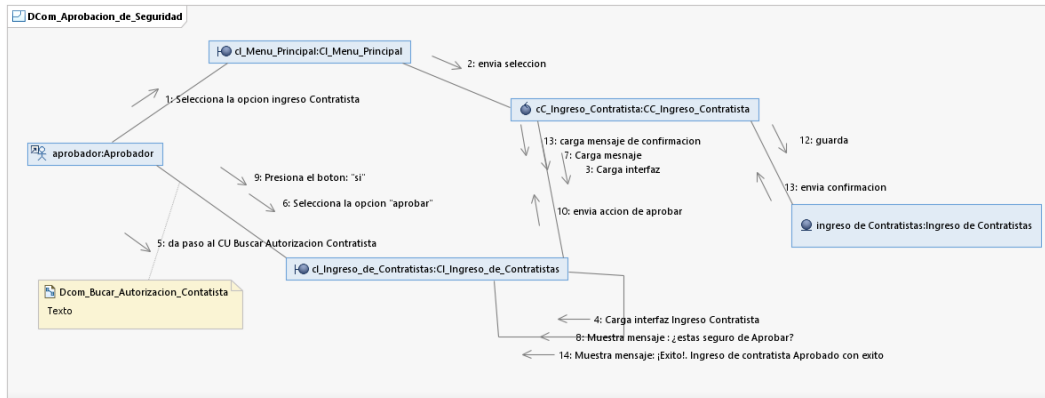 DCom_Aprobacion_de_Seguridad
cI_Menu_Principal:CI_Menu_Principal
2: envia seleccion
1: Selecciona la opcion ingreso Contratista
cC_Ingreso_Contratista:CC_Ingreso_Contratista
13: carga mensaje de confirmacion
12: guarda
7: Carga mesnaje
aprobador:Aprobador
3: Carga interfaz
9: Presiona el boton: "si"
13: envia confirmacion
6: Selecciona la opcion "aprobar"
10: envia accion de aprobar
ingreso de Contratistas:Ingreso de Contratistas
5: da paso al CU Buscar Autorizacion Contratista
cI_Ingreso_de_Contratistas:CI_Ingreso_de_Contratistas
Dcom_Bucar_Autorizacion_Contatista
Texto
4: Carga interfaz Ingreso Contratista
8: Muestra mensaje : ¿estas seguro de Aprobar?
14: Muestra mensaje: ¡Exito!. Ingreso de contratista Aprobado con exito